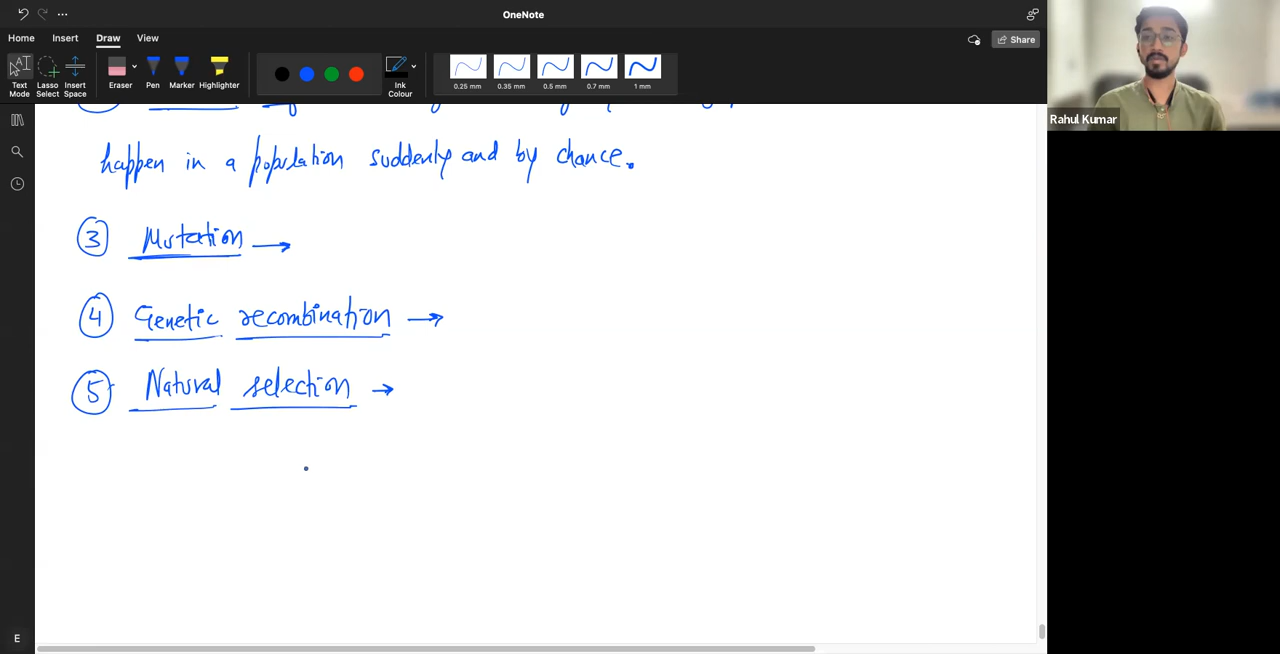 OneNote
Home Insert Draw View
Share
Text Mode Lasso Select Insert Space Eraser Pen Marker Highlighter Ink Colour 0.25 mm 0.35 mm 0.5 mm 0.7 mm 1 mm
Rahul Kumar
happen in a population suddenly and by chance.
③ Mutation →
④ Genetic recombination →
⑤ Natural selection →
E